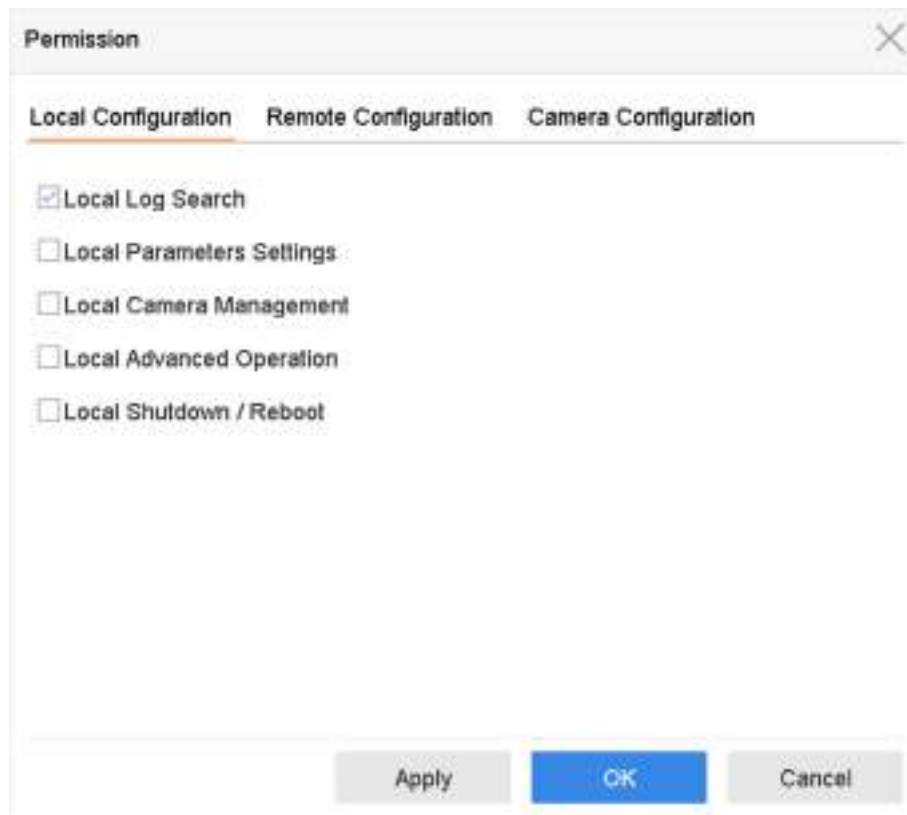 Permission
Local Configuration Remote Configuration Camera Configuration
Local Log Search
Local Parameters Settings
Local Camera Management
Local Advanced Operation
Local Shutdown / Reboot
Apply OK Cancel